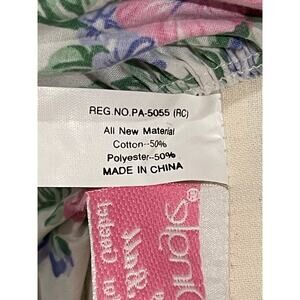 REG.NO.PA-5055 (RC)
All New Material
Cotton--50%
Polyester--50%
MADE IN CHINA